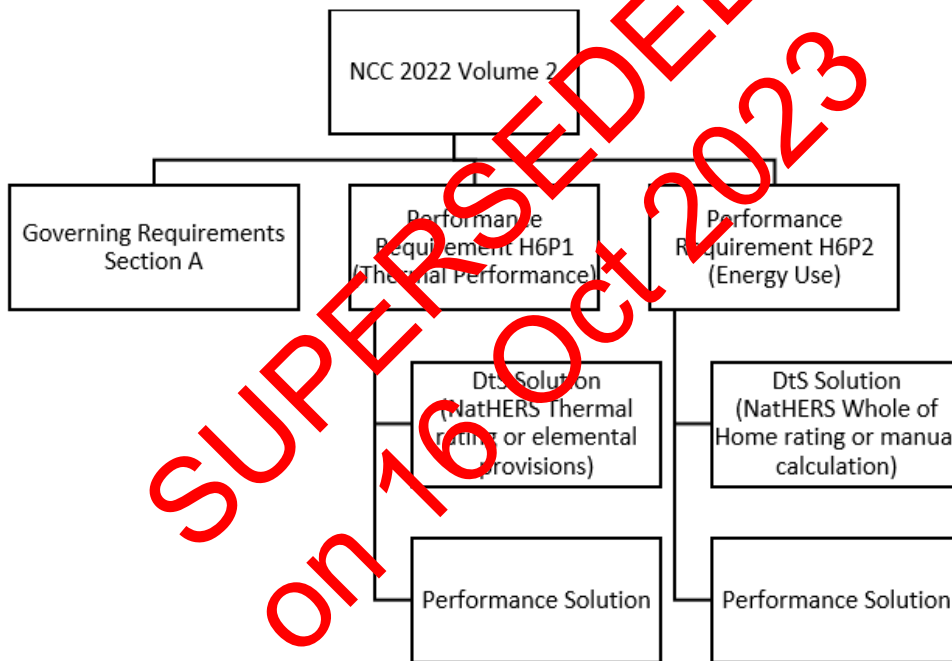 NCC 2022 Volume 2
Governing Requirements
Section A
Performance
Requirement H6P1
(Thermal Performance)
Performance
Requirement H6P2
(Energy Use)
DtS Solution
(NatHERS Thermal
rating or elemental
provisions)
DtS Solution
(NatHERS Whole of
Home rating or manua
calculation)
Performance Solution
Performance Solution
SUPERSEDED
on 16 Oct 2023